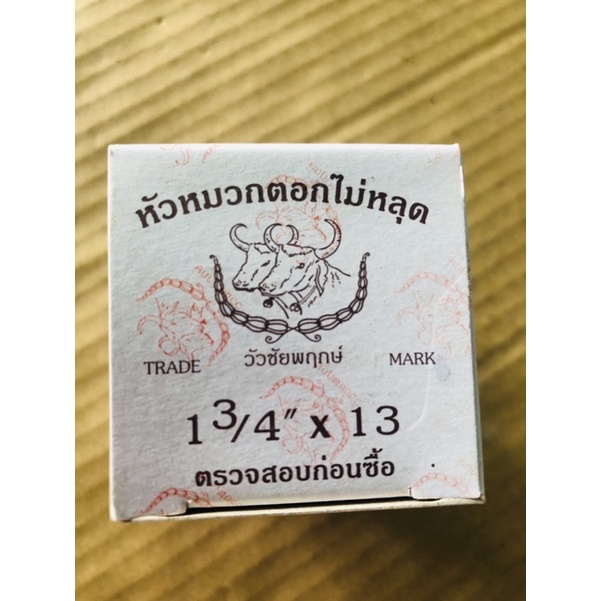 หัวหมวกตอกไม่หลุด
TRADE วัวชัยพฤกษ์ MARK
1 3/4" x 13
ตรวจสอบก่อนซื้อ